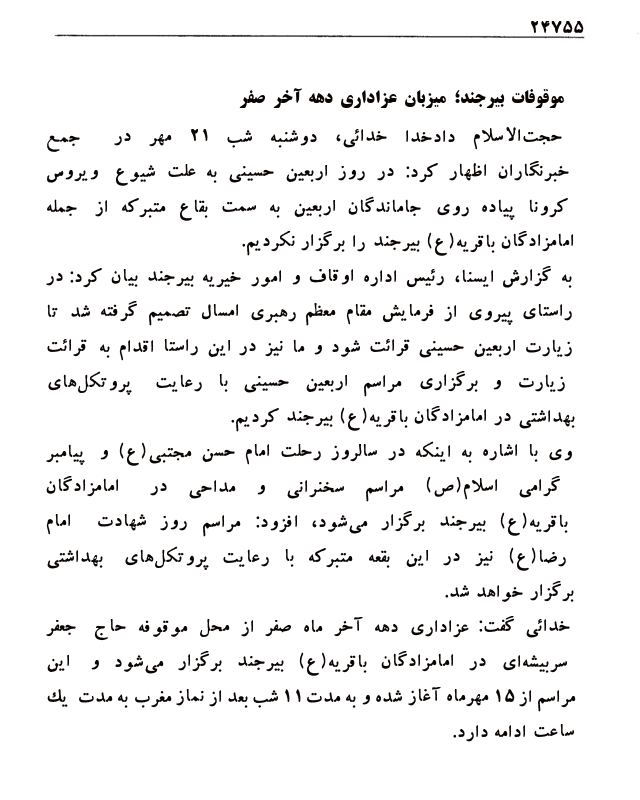 ۲۴۷۵۵
موقوفات بیرجند؛ میزبان عزاداری دهه آخر صفر
حجت‌الاسلام دادخدا خدائی، دوشنبه شب ۲۱ مهر در جمع
خبرنگاران اظهار کرد: در روز اربعین حسینی به علت شیوع ویروس
کرونا پیاده روی جاماندگان اربعین به سمت بقاع متبرکه از جمله
امامزادگان باقریه(ع) بیرجند را برگزار نکردیم.
به گزارش ایسنا، رئیس اداره اوقاف و امور خیریه بیرجند بیان کرد: در
راستای پیروی از فرمایش مقام معظم رهبری امسال تصمیم گرفته شد تا
زیارت اربعین حسینی قرائت شود و ما نیز در این راستا اقدام به قرائت
زیارت و برگزاری مراسم اربعین حسینی با رعایت پروتکل‌های
بهداشتی در امامزادگان باقریه(ع) بیرجند کردیم.
وی با اشاره به اینکه در سالروز رحلت امام حسن مجتبی(ع) و پیامبر
گرامی اسلام(ص) مراسم سخنرانی و مداحی در امامزادگان
باقریه(ع) بیرجند برگزار می‌شود، افزود: مراسم روز شهادت امام
رضا(ع) نیز در این بقعه متبرکه با رعایت پروتکل‌های بهداشتی
برگزار خواهد شد.
خدائی گفت: عزاداری دهه آخر ماه صفر از محل موقوفه حاج جعفر
سربیشه‌ای در امامزادگان باقریه(ع) بیرجند برگزار می‌شود و این
مراسم از ۱۵ مهرماه آغاز شده و به مدت ۱۱ شب بعد از نماز مغرب به مدت یك
ساعت ادامه دارد.